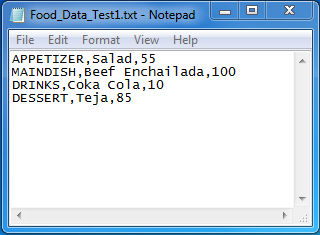 Food_Data_Test1.txt - Notepad
File Edit Format View Help
APPETIZER,Salad,55
MAINDISH,Beef Enchailada,100
DRINKS,Coka Cola,10
DESSERT,Teja,85